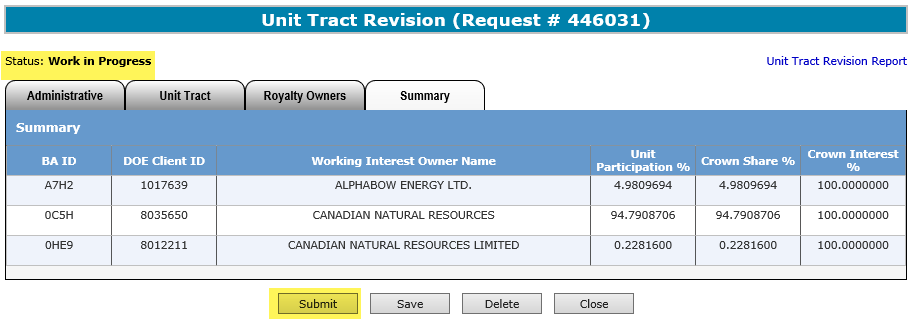 Unit Tract Revision (Request # 446031)
Status: Work in Progress Unit Tract Revision Report
Administrative Unit Tract Royalty Owners Summary
Summary
BA ID DOE Client ID Working Interest Owner Name Unit Participation % Crown Share % Crown Interest %
A7H2 1017639 ALPHABOW ENERGY LTD. 4.9809694 4.9809694 100.0000000
0C5H 8035650 CANADIAN NATURAL RESOURCES 94.7908706 94.7908706 100.0000000
0HE9 8012211 CANADIAN NATURAL RESOURCES LIMITED 0.2281600 0.2281600 100.0000000
Submit Save Delete Close